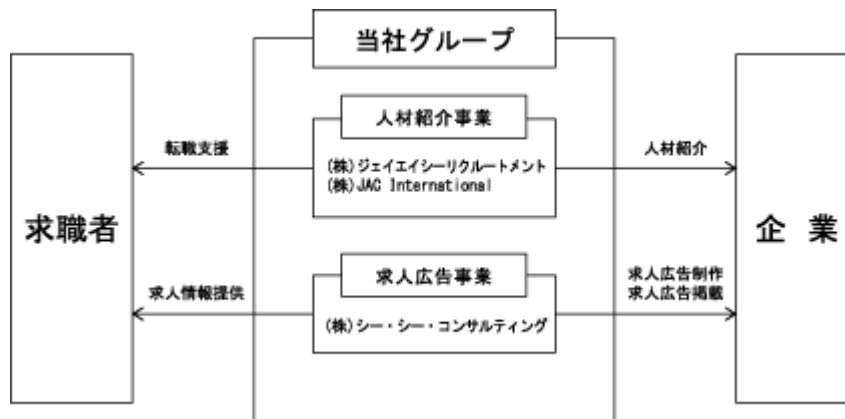 当社グループ
人材紹介事業
転職支援
人材紹介
(株)ジェイエイシーリクルートメント
(株)JAC International
求職者
企 業
求人広告事業
求人情報提供
求人広告制作
求人広告掲載
(株)シー・シー・コンサルティング